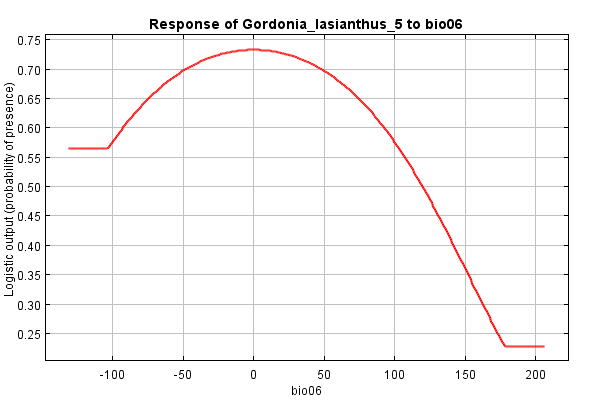 Response of Gordonia_lasianthus_5 to bio06
Logistic output (probability of presence)
0.75
0.70
0.65
0.60
0.55
0.50
0.45
0.40
0.35
0.30
0.25
-100 -50 0 50 100 150 200
bio06